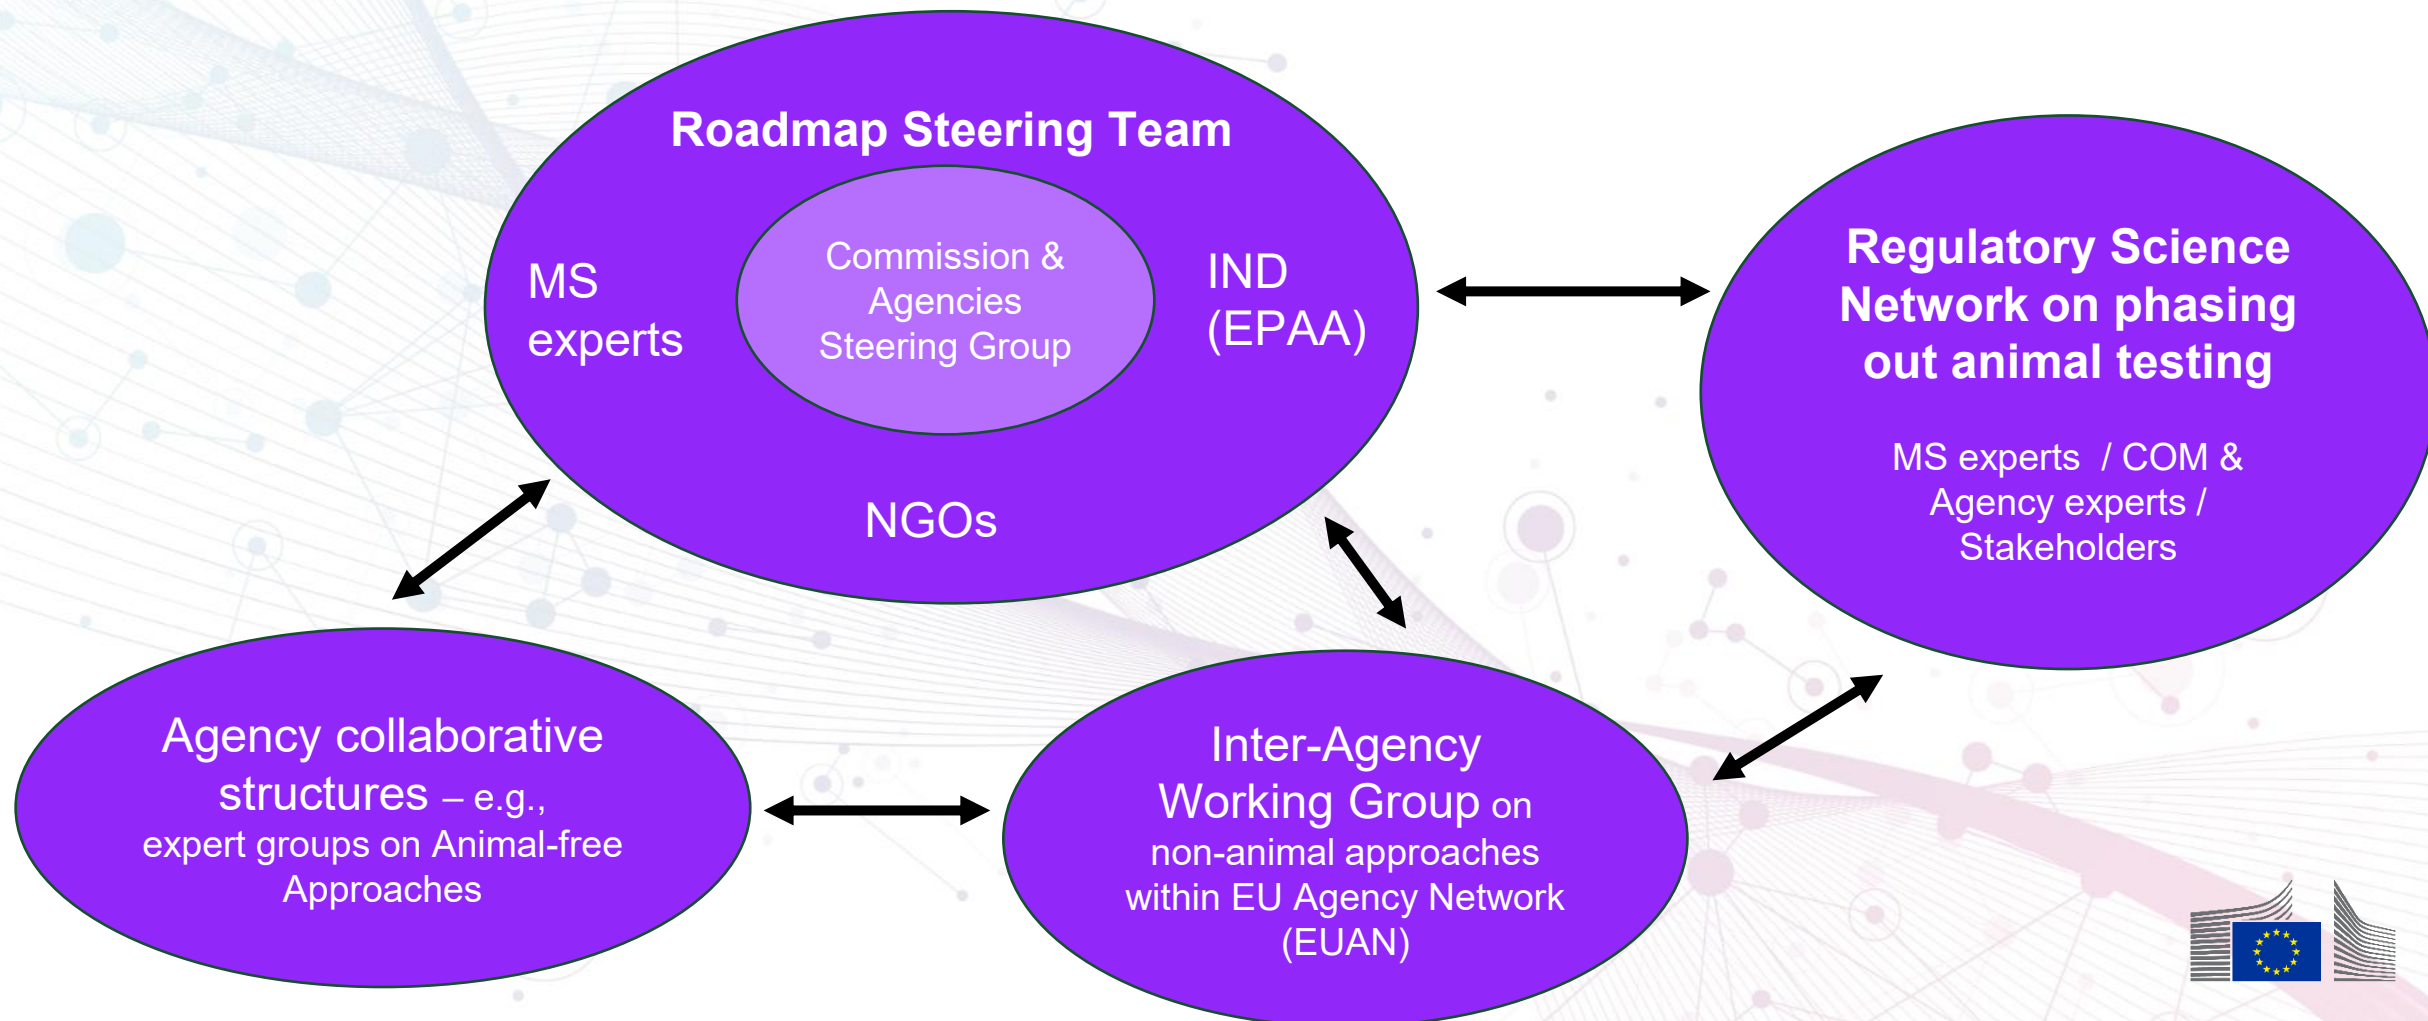 Roadmap Steering Team
Commission &
Agencies
Steering Group
MS
experts
IND
(EPAA)
NGOs
Regulatory Science
Network on phasing
out animal testing
MS experts  / COM &
Agency experts /
Stakeholders
Agency collaborative
structures – e.g.,
expert groups on Animal-free
Approaches
Inter-Agency
Working Group on
non-animal approaches
within EU Agency Network
(EUAN)